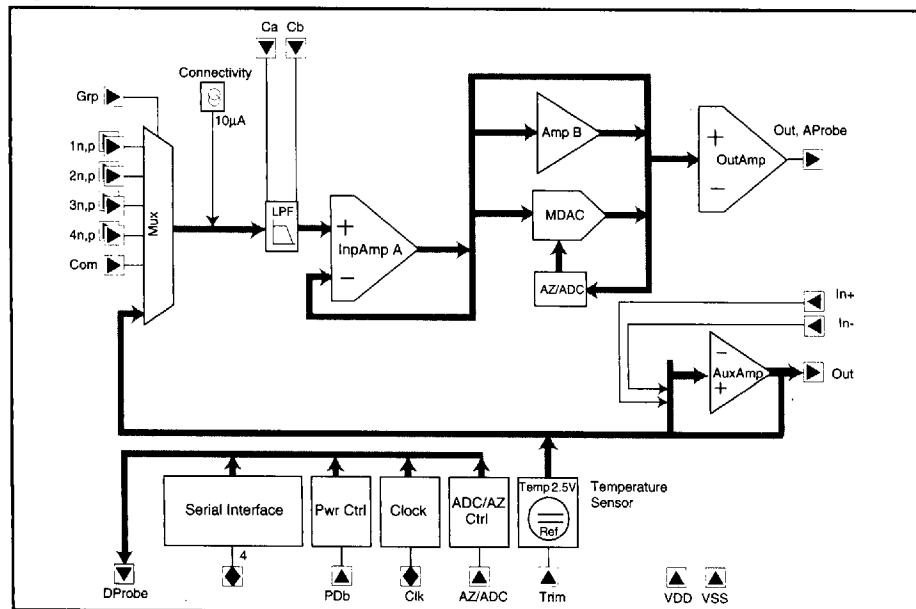 Ca Cb
Connectivity
10µA
Grp
1n,p
2n,p
3n,p
4n,p
Com
Mux
LPF
+
InpAmp A
−
Amp B
MDAC
AZ/ADC
+
OutAmp
−
Out, AProbe
In+
In-
−
AuxAmp
+
Out
Serial Interface
4
Pwr Ctrl
Clock
ADC/AZ
Ctrl
Temp 2.5V
Ref
Temperature
Sensor
DProbe
PDb
Clk
AZ/ADC
Trim
VDD
VSS